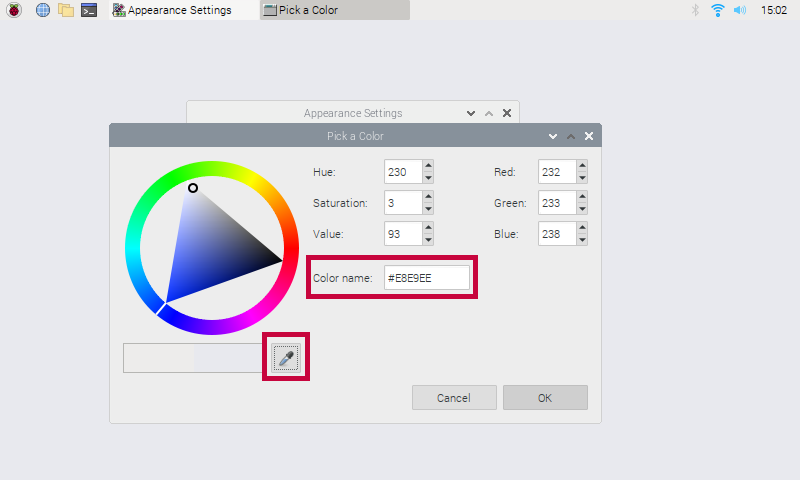 Appearance Settings Pick a Color 15:02
Appearance Settings
Pick a Color
Hue: 230 Red: 232
Saturation: 3 Green: 233
Value: 93 Blue: 238
Color name: #E8E9EE
Cancel OK